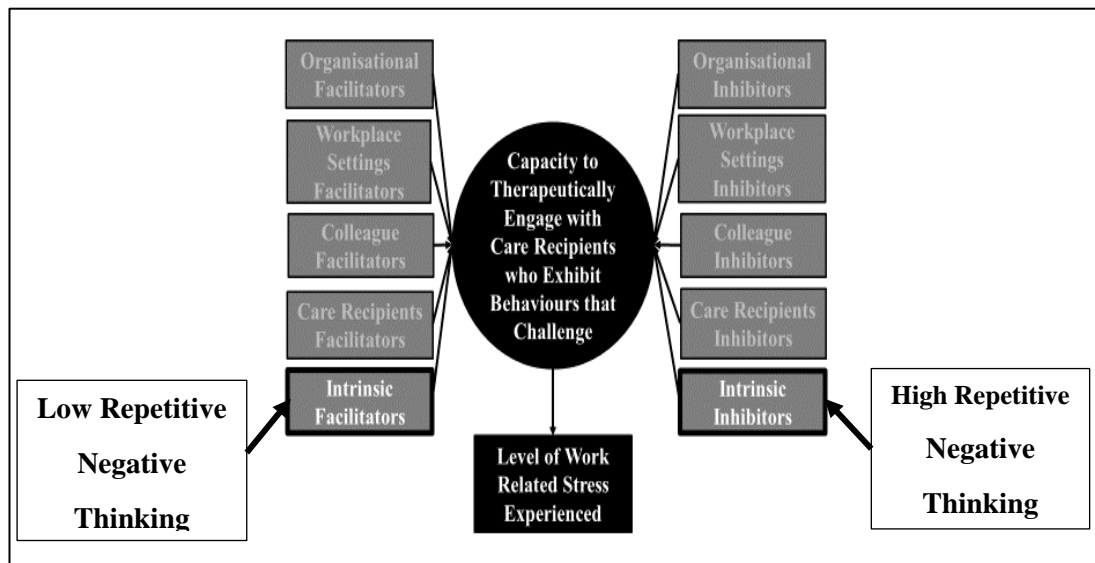 Organisational
Facilitators
Workplace
Settings
Facilitators
Colleague
Facilitators
Care Recipients
Facilitators
Intrinsic
Facilitators
Low Repetitive
Negative
Thinking
Capacity to
Therapeutically
Engage with
Care Recipients
who Exhibit
Behaviours that
Challenge
Level of Work
Related Stress
Experienced
Organisational
Inhibitors
Workplace
Settings
Inhibitors
Colleague
Inhibitors
Care Recipients
Inhibitors
Intrinsic
Inhibitors
High Repetitive
Negative
Thinking